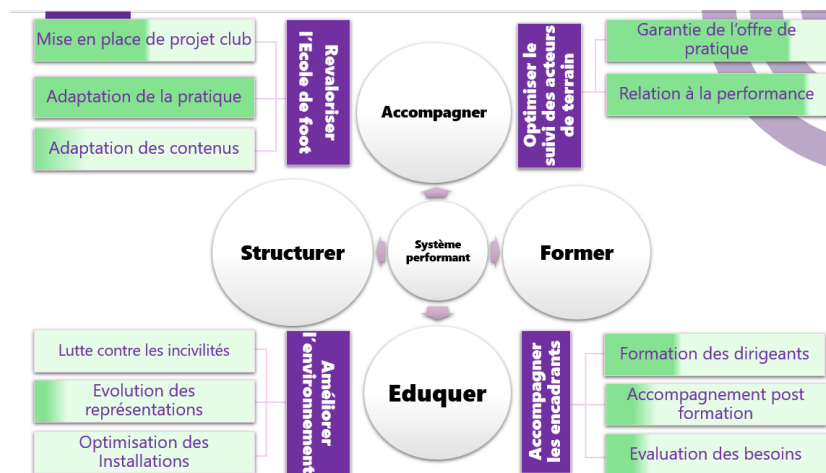 Mise en place de projet club
Adaptation de la pratique
Adaptation des contenus
Revaloriser
l'Ecole de foot
Accompagner
Optimiser le
suivi des acteurs
de terrain
Garantie de l'offre de
pratique
Relation à la performance
Structurer
Système
performant
Former
Lutte contre les incivilités
Evolution des
représentations
Optimisation des
Installations
Améliorer
l'environnement
Eduquer
Accompagner
les encadrants
Formation des dirigeants
Accompagnement post
formation
Evaluation des besoins